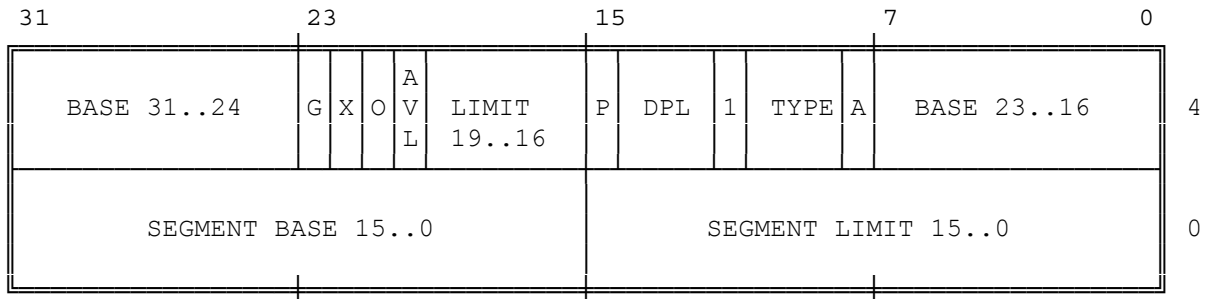 31 23 15 7 0
A
BASE 31..24 G X O V LIMIT P DPL 1 TYPE A BASE 23..16 4
L 19..16
SEGMENT BASE 15..0 SEGMENT LIMIT 15..0 0